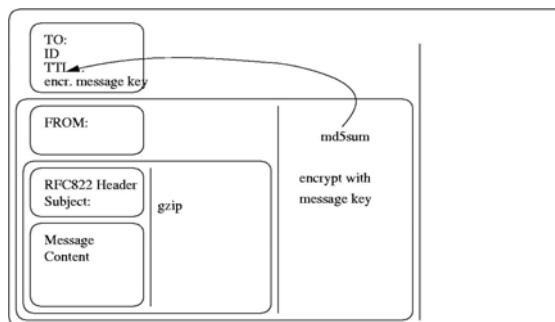 TO:
ID
TTL
encr. message key
FROM:
md5sum
encrypt with
message key
RFC822 Header
Subject:
gzip
Message
Content